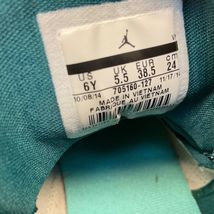 US UK EUR cm
6Y 5.5 38.5 24
10/08/14 11/17/14
705160-127
MADE IN VIETNAM
FABRIQUÉ AU VIETNAM